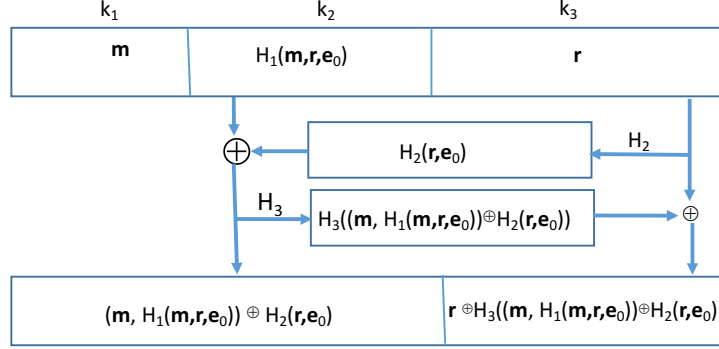 k₁ k₂ k₃
m H₁(m,r,e₀) r
H₂(r,e₀) H₂
H₃
H₃((m, H₁(m,r,e₀))⊕H₂(r,e₀))
(m, H₁(m,r,e₀)) ⊕ H₂(r,e₀) r ⊕H₃((m, H₁(m,r,e₀))⊕H₂(r,e₀)